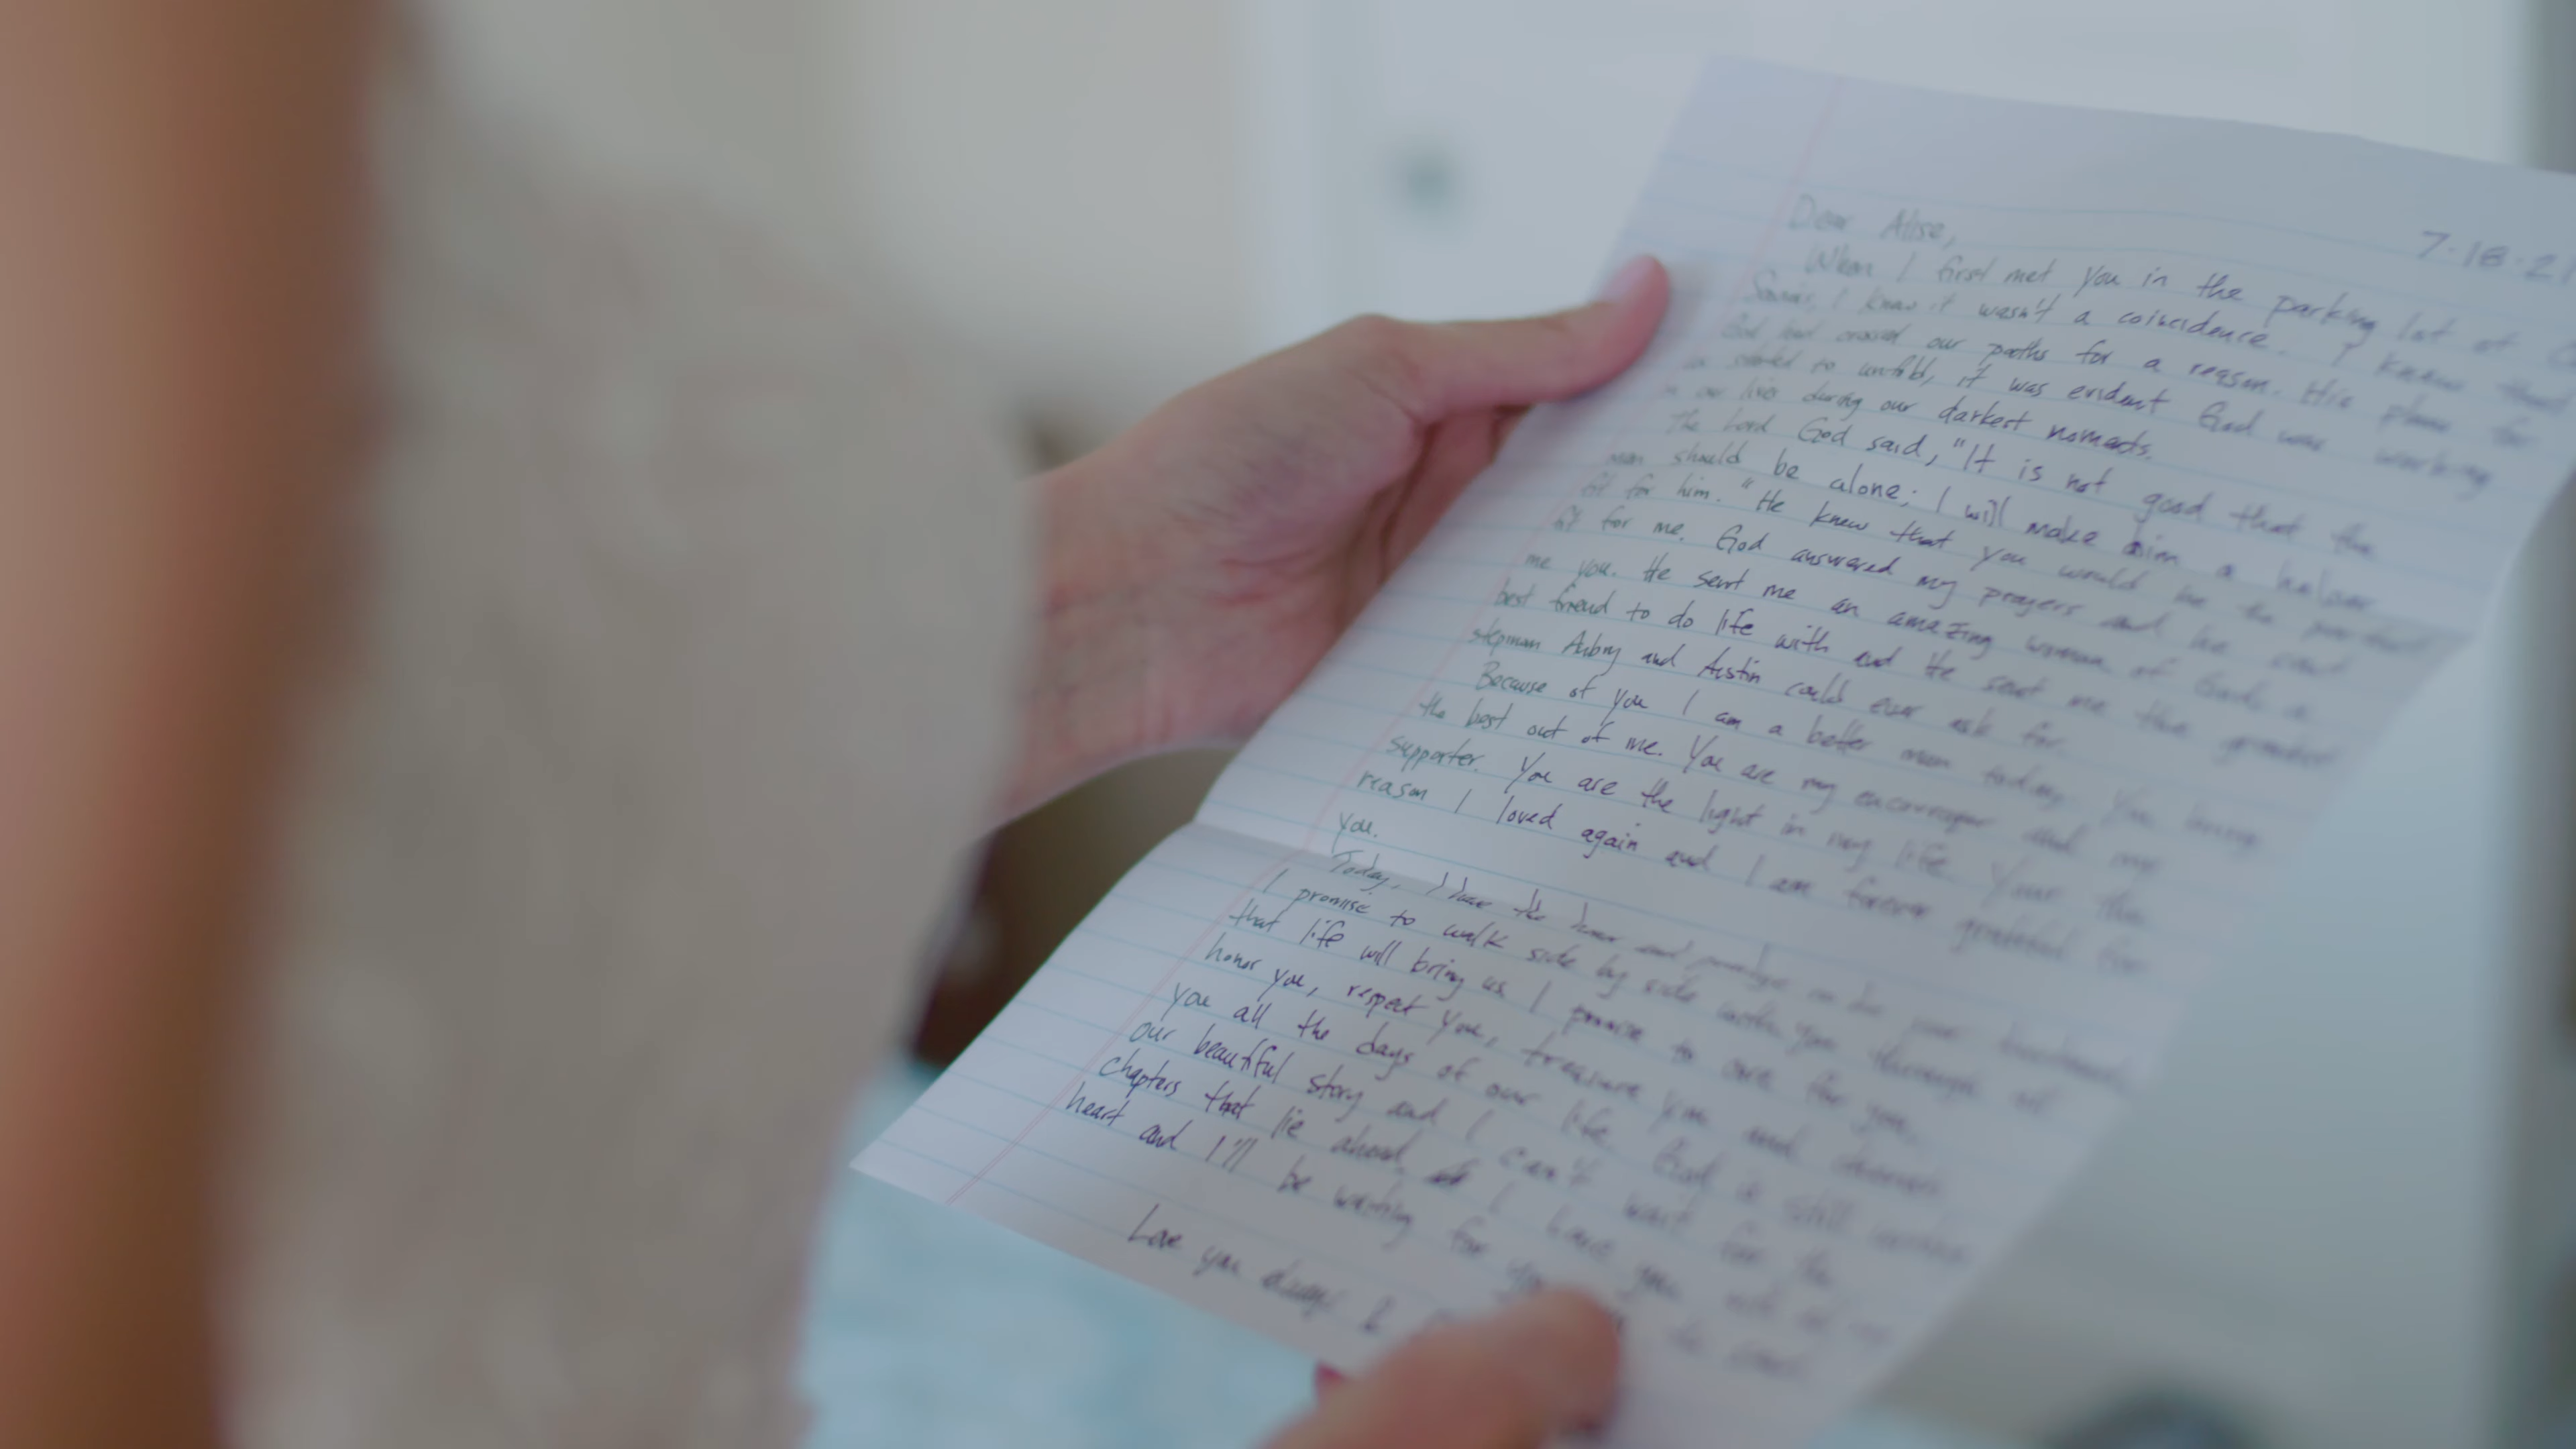 7·18·21
Dear Alise,
When I first met you in the parking lot of
I knew it wasn't a coincidence. I knew that
God had crossed our paths for a reason. His plans for
started to unfold, it was evident God was working
in our lives during our darkest moments.
the Lord God said, "It is not good that the
man should be alone; I will make him a helper
fit for him." He knew that you would be the perfect
fit for me. God answered my prayers and he sent
me you. He sent me an amazing woman of God, a
best friend to do life with and He sent me the greatest
stepmom Aubry and Austin could ever ask for.
Because of you I am a better man today. You bring
the best out of me. You are my encourager and my
supporter. You are the light in my life. Your the
reason I loved again and I am forever grateful for
you.
Today, I have the honor and privilege to be your husband.
I promise to walk side by side with you through all
that life will bring us. I promise to care for you,
honor you, respect you, treasure you and
you all the days of our life. God is still writing
our beautiful story and I can't wait for the
chapters that lie ahead. I have you with all my
heart and I'll be waiting for you
Love you always &